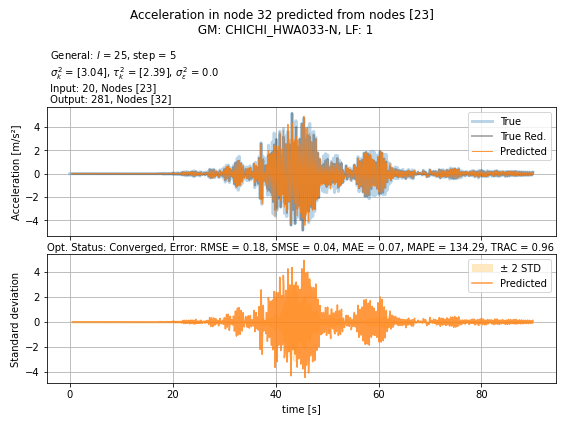 Acceleration in node 32 predicted from nodes [23]
GM: CHICHI_HWA033-N, LF: 1
General: l = 25, step = 5
σ²ₖ = [3.04], τ²ₖ = [2.39], σ²ε = 0.0
Input: 20, Nodes [23]
Output: 281, Nodes [32]
Acceleration [m/s²]
4
2
0
−2
−4
True
True Red.
Predicted
Opt. Status: Converged, Error: RMSE = 0.18, SMSE = 0.04, MAE = 0.07, MAPE = 134.29, TRAC = 0.96
Standard deviation
4
2
0
−2
−4
± 2 STD
Predicted
0 20 40 60 80
time [s]